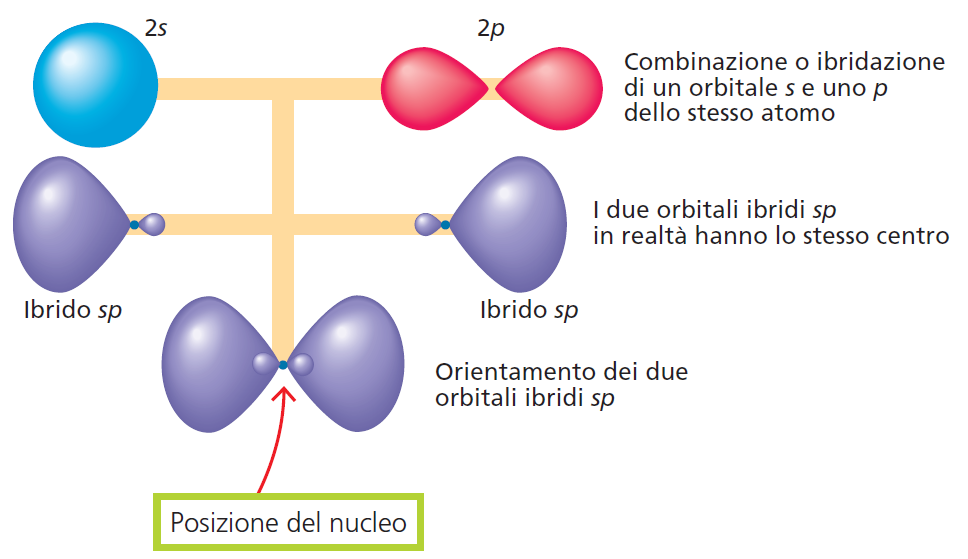 2s
2p
Combinazione o ibridazione
di un orbitale s e uno p
dello stesso atomo
I due orbitali ibridi sp
in realtà hanno lo stesso centro
Ibrido sp
Ibrido sp
Orientamento dei due
orbitali ibridi sp
Posizione del nucleo